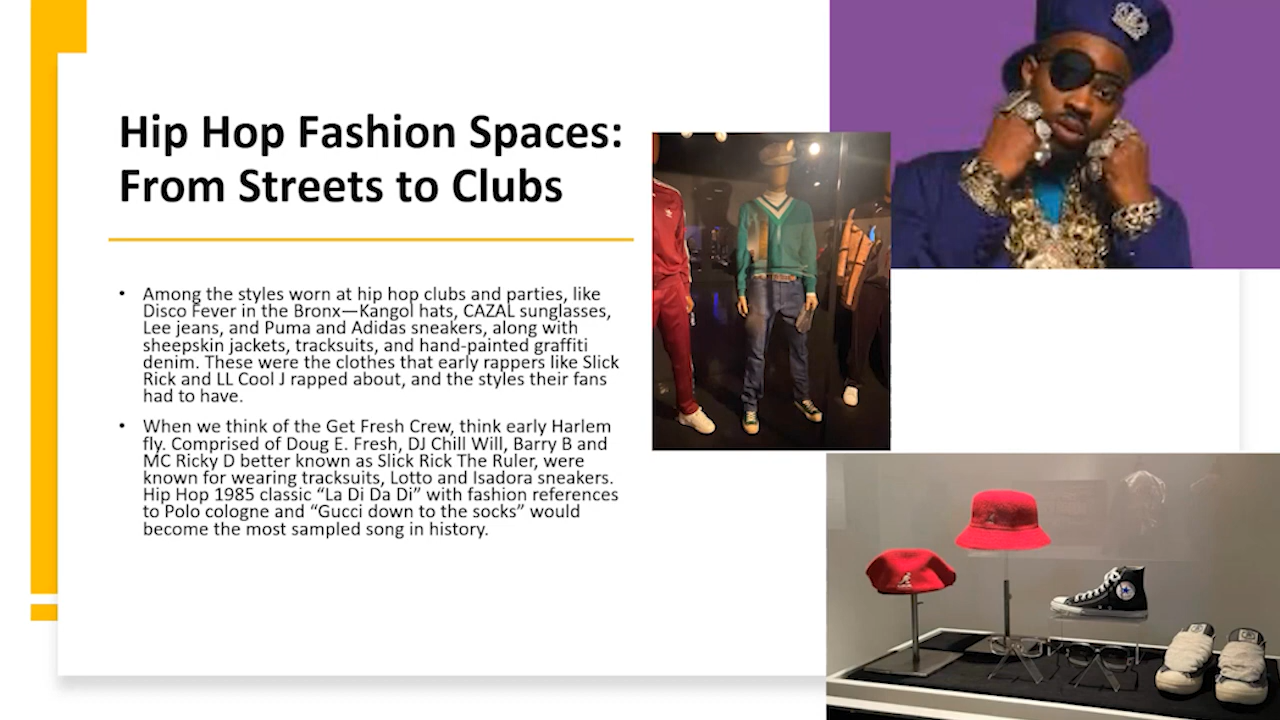 Hip Hop Fashion Spaces:
From Streets to Clubs
• Among the styles worn at hip hop clubs and parties, like
Disco Fever in the Bronx—Kangol hats, CAZAL sunglasses,
Lee jeans, and Puma and Adidas sneakers, along with
sheepskin jackets, tracksuits, and hand-painted graffiti
denim. These were the clothes that early rappers like Slick
Rick and LL Cool J rapped about, and the styles their fans
had to have.
• When we think of the Get Fresh Crew, think early Harlem
fly. Comprised of Doug E. Fresh, DJ Chill Will, Barry B and
MC Ricky D better known as Slick Rick The Ruler, were
known for wearing tracksuits, Lotto and Isadora sneakers.
Hip Hop 1985 classic “La Di Da Di” with fashion references
to Polo cologne and “Gucci down to the socks” would
become the most sampled song in history.